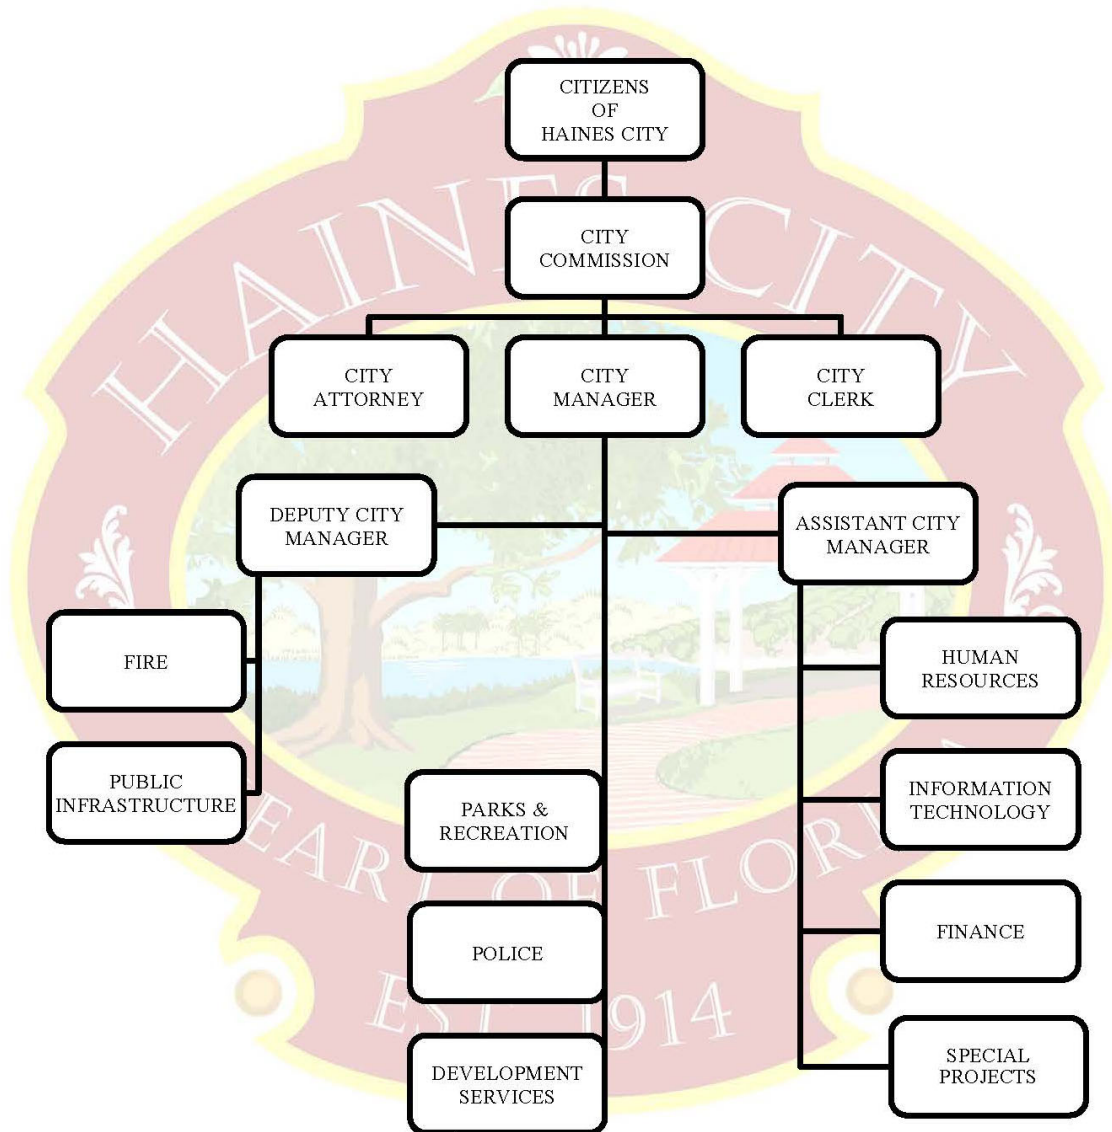 CITIZENS
OF
HAINES CITY
CITY
COMMISSION
CITY
ATTORNEY
CITY
MANAGER
CITY
CLERK
DEPUTY CITY
MANAGER
ASSISTANT CITY
MANAGER
FIRE
HUMAN
RESOURCES
PUBLIC
INFRASTRUCTURE
INFORMATION
TECHNOLOGY
PARKS &
RECREATION
POLICE
FINANCE
DEVELOPMENT
SERVICES
SPECIAL
PROJECTS
HAINES CITY
HEART OF FLORIDA
EST. 1914